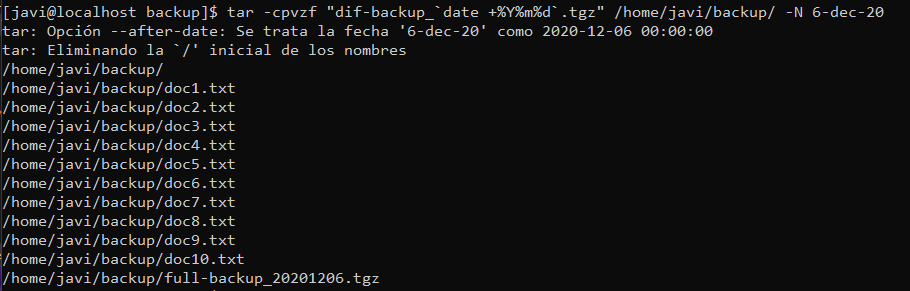 [javi@localhost backup]$ tar -cpvzf "dif-backup_`date +%Y%m%d`.tgz" /home/javi/backup/ -N 6-dec-20
tar: Opción --after-date: Se trata la fecha '6-dec-20' como 2020-12-06 00:00:00
tar: Eliminando la `/' inicial de los nombres
/home/javi/backup/
/home/javi/backup/doc1.txt
/home/javi/backup/doc2.txt
/home/javi/backup/doc3.txt
/home/javi/backup/doc4.txt
/home/javi/backup/doc5.txt
/home/javi/backup/doc6.txt
/home/javi/backup/doc7.txt
/home/javi/backup/doc8.txt
/home/javi/backup/doc9.txt
/home/javi/backup/doc10.txt
/home/javi/backup/full-backup_20201206.tgz